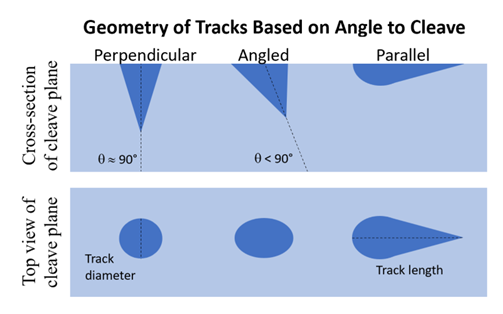 Geometry of Tracks Based on Angle to Cleave
Perpendicular
Angled
Parallel
Cross-section
of cleave plane
θ ≈ 90°
θ < 90°
Top view of
cleave plane
Track
diameter
Track length